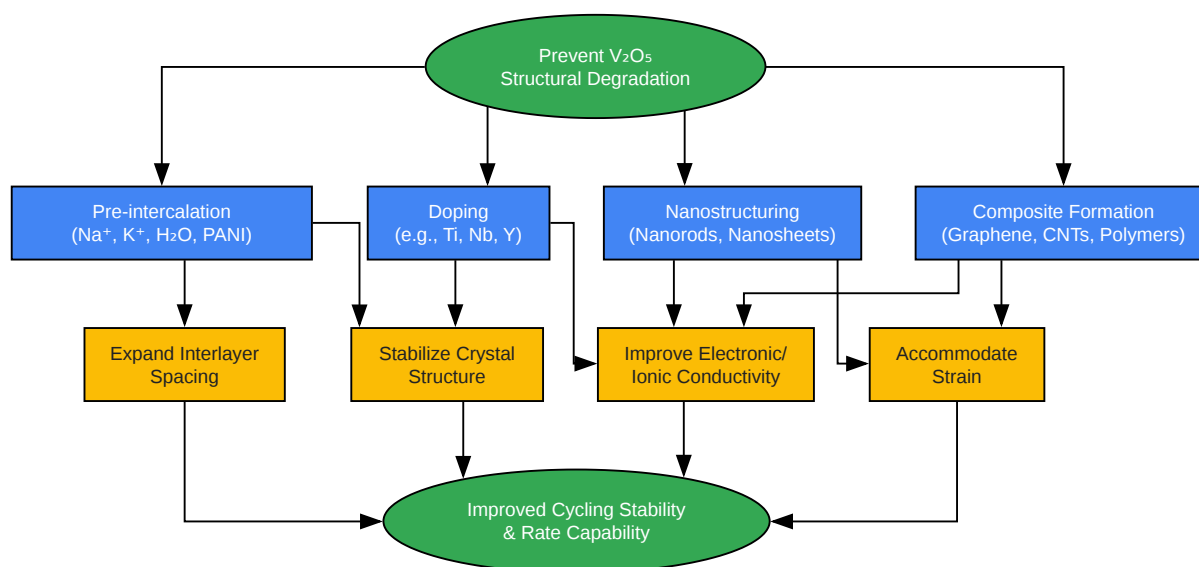 Prevent V₂O₅
Structural Degradation
Pre-intercalation
(Na⁺, K⁺, H₂O, PANI)
Doping
(e.g., Ti, Nb, Y)
Nanostructuring
(Nanorods, Nanosheets)
Composite Formation
(Graphene, CNTs, Polymers)
Expand Interlayer
Spacing
Stabilize Crystal
Structure
Improve Electronic/
Ionic Conductivity
Accommodate
Strain
Improved Cycling Stability
& Rate Capability